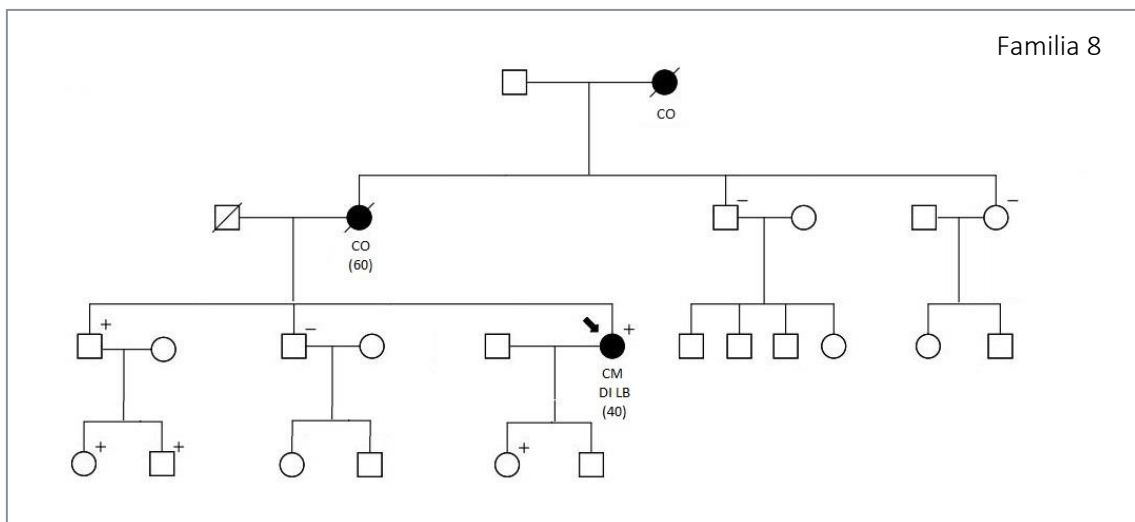 Familia 8
CO
–
–
CO
(60)
+
–
+
CM
DI LB
(40)
+
+
+